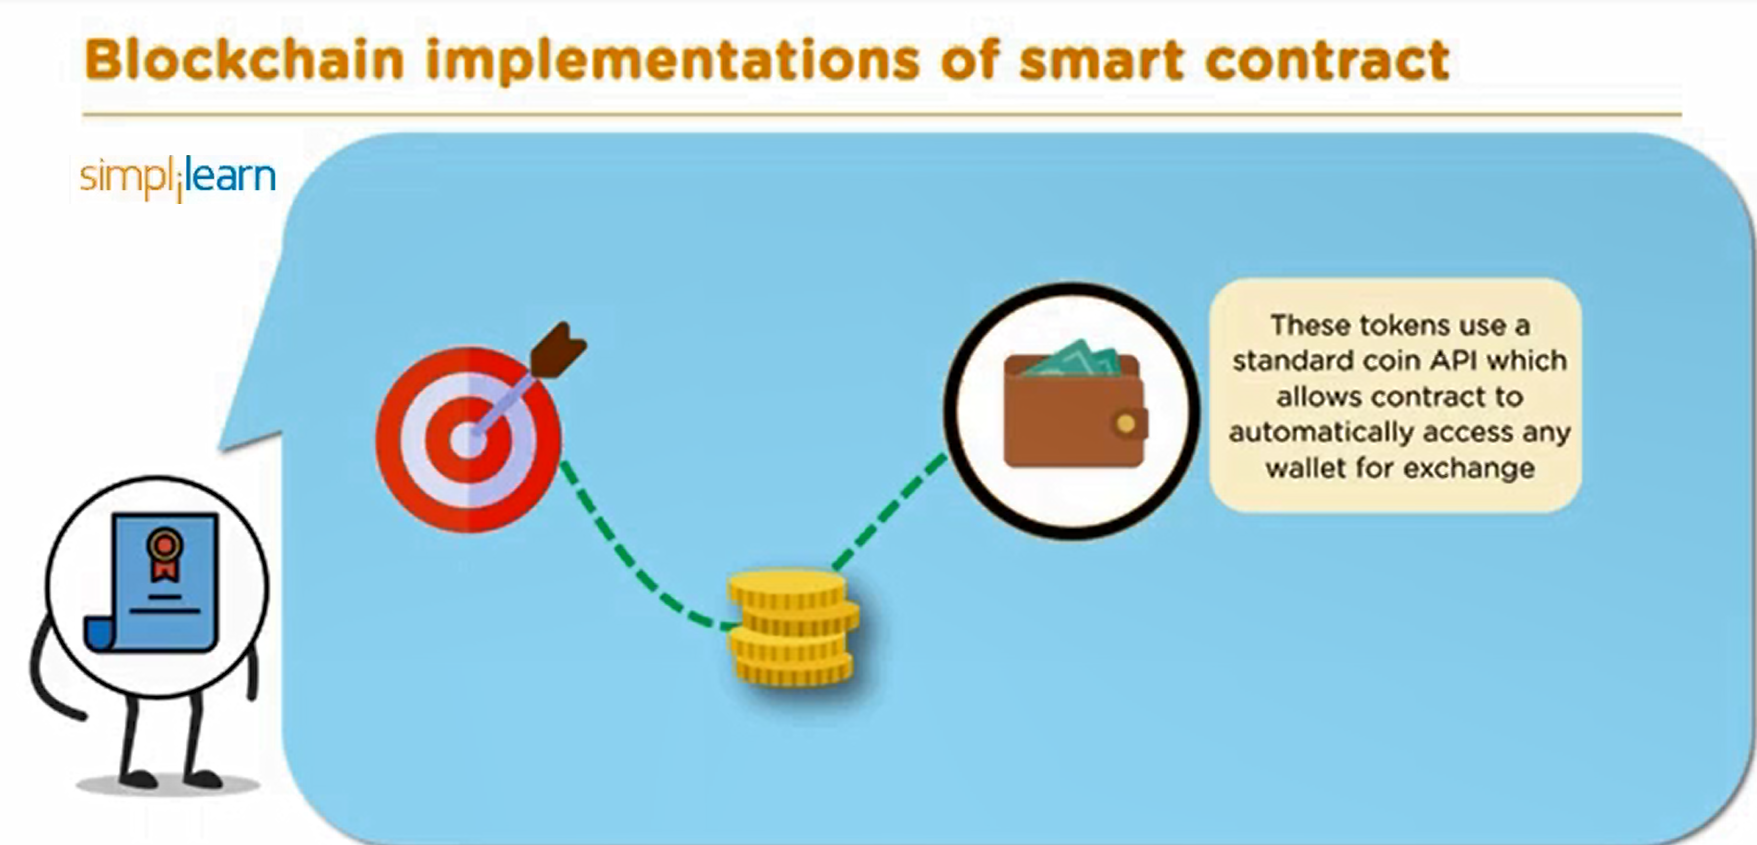 Blockchain implementations of smart contract
simplilearn
These tokens use a
standard coin API which
allows contract to
automatically access any
wallet for exchange